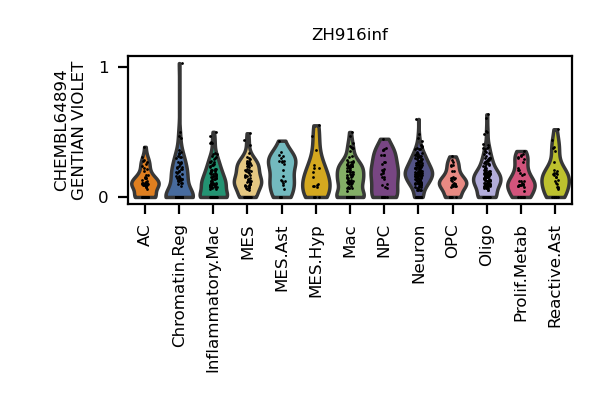 ZH916inf
CHEMBL64894
GENTIAN VIOLET
1
0
AC
Chromatin.Reg
Inflammatory.Mac
MES
MES.Ast
MES.Hyp
Mac
NPC
Neuron
OPC
Oligo
Prolif.Metab
Reactive.Ast